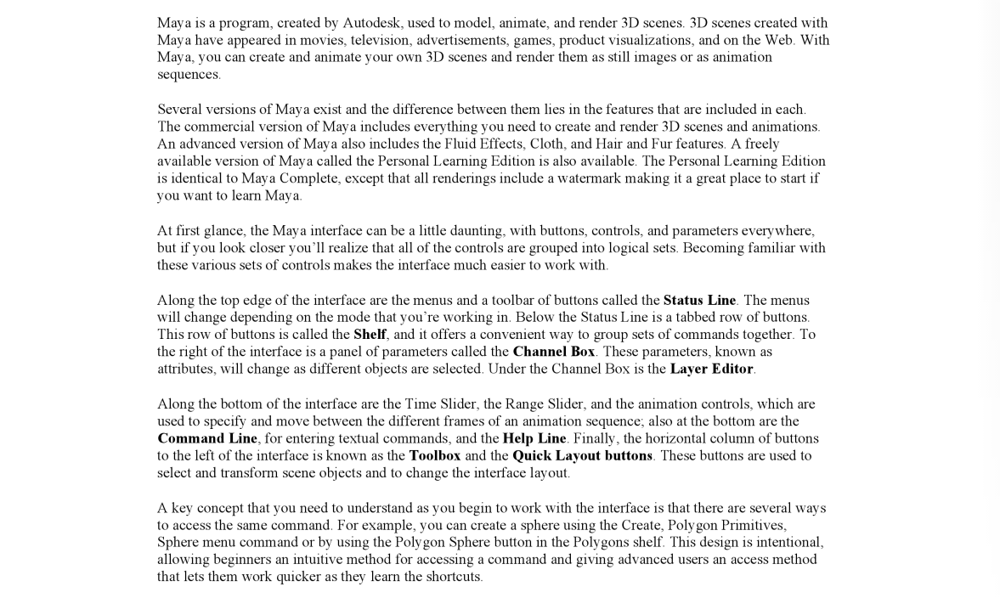 Maya is a program, created by Autodesk, used to model, animate, and render 3D scenes. 3D scenes created with
Maya have appeared in movies, television, advertisements, games, product visualizations, and on the Web. With
Maya, you can create and animate your own 3D scenes and render them as still images or as animation
sequences.
Several versions of Maya exist and the difference between them lies in the features that are included in each.
The commercial version of Maya includes everything you need to create and render 3D scenes and animations.
An advanced version of Maya also includes the Fluid Effects, Cloth, and Hair and Fur features. A freely
available version of Maya called the Personal Learning Edition is also available. The Personal Learning Edition
is identical to Maya Complete, except that all renderings include a watermark making it a great place to start if
you want to learn Maya.
At first glance, the Maya interface can be a little daunting, with buttons, controls, and parameters everywhere,
but if you look closer you’ll realize that all of the controls are grouped into logical sets. Becoming familiar with
these various sets of controls makes the interface much easier to work with.
Along the top edge of the interface are the menus and a toolbar of buttons called the Status Line. The menus
will change depending on the mode that you’re working in. Below the Status Line is a tabbed row of buttons.
This row of buttons is called the Shelf, and it offers a convenient way to group sets of commands together. To
the right of the interface is a panel of parameters called the Channel Box. These parameters, known as
attributes, will change as different objects are selected. Under the Channel Box is the Layer Editor.
Along the bottom of the interface are the Time Slider, the Range Slider, and the animation controls, which are
used to specify and move between the different frames of an animation sequence; also at the bottom are the
Command Line, for entering textual commands, and the Help Line. Finally, the horizontal column of buttons
to the left of the interface is known as the Toolbox and the Quick Layout buttons. These buttons are used to
select and transform scene objects and to change the interface layout.
A key concept that you need to understand as you begin to work with the interface is that there are several ways
to access the same command. For example, you can create a sphere using the Create, Polygon Primitives,
Sphere menu command or by using the Polygon Sphere button in the Polygons shelf. This design is intentional,
allowing beginners an intuitive method for accessing a command and giving advanced users an access method
that lets them work quicker as they learn the shortcuts.